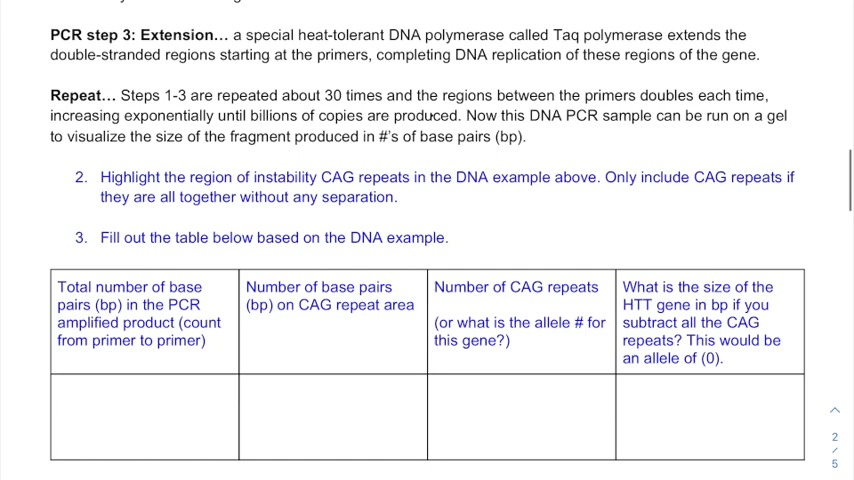 PCR step 3: Extension… a special heat-tolerant DNA polymerase called Taq polymerase extends the
double-stranded regions starting at the primers, completing DNA replication of these regions of the gene.
Repeat… Steps 1-3 are repeated about 30 times and the regions between the primers doubles each time,
increasing exponentially until billions of copies are produced. Now this DNA PCR sample can be run on a gel
to visualize the size of the fragment produced in #'s of base pairs (bp).
2. Highlight the region of instability CAG repeats in the DNA example above. Only include CAG repeats if
they are all together without any separation.
3. Fill out the table below based on the DNA example.
Total number of base
pairs (bp) in the PCR
amplified product (count
from primer to primer)
Number of base pairs
(bp) on CAG repeat area
Number of CAG repeats
(or what is the allele # for
this gene?)
What is the size of the
HTT gene in bp if you
subtract all the CAG
repeats? This would be
an allele of (0).
2
/
5